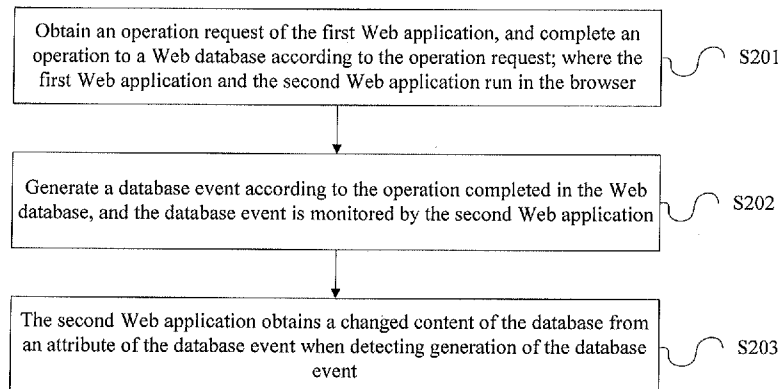 Obtain an operation request of the first Web application, and complete an
operation to a Web database according to the operation request; where the
first Web application and the second Web application run in the browser
S201
Generate a database event according to the operation completed in the Web
database, and the database event is monitored by the second Web application
S202
The second Web application obtains a changed content of the database from
an attribute of the database event when detecting generation of the database
event
S203